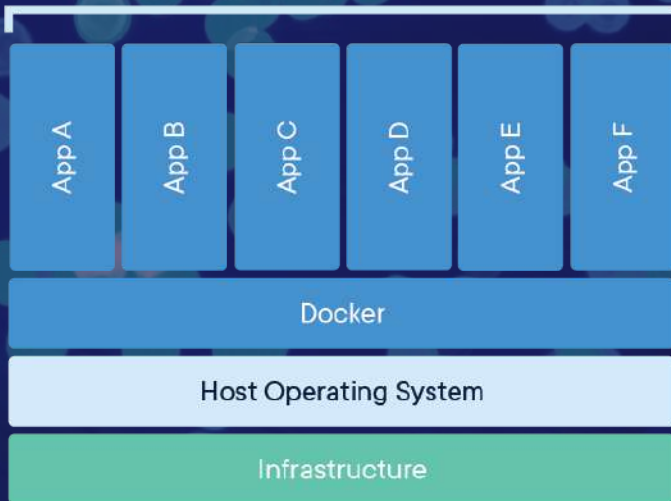 App A
App B
App C
App D
App E
App F
Docker
Host Operating System
Infrastructure